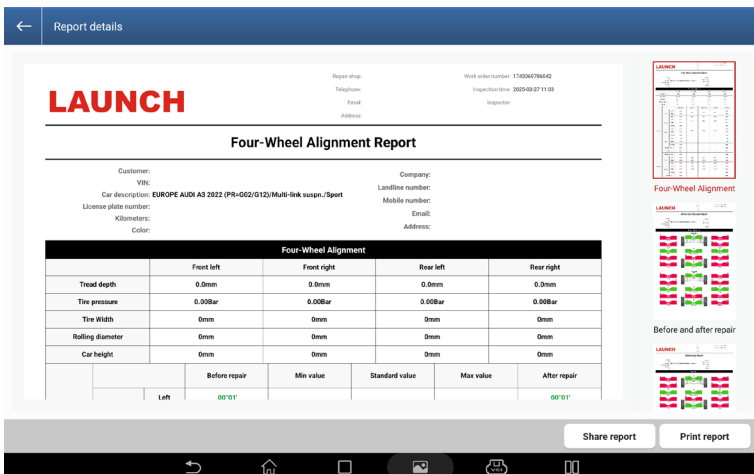 Report details
LAUNCH
Repair shop:
Telephone:
Email:
Address:
Work order number: 1743069786042
Inspection time: 2025-03-27 11:03
Inspector:
Four-Wheel Alignment Report
Customer:
VIN:
Car description: EUROPE AUDI A3 2022 (PR=G02/G12)/Multi-link suspn./Sport
License plate number:
Kilometers:
Color:
Company:
Landline number:
Mobile number:
Email:
Address:
Four-Wheel Alignment
Front left Front right Rear left Rear right
Tread depth 0.0mm 0.0mm 0.0mm 0.0mm
Tire pressure 0.00Bar 0.00Bar 0.00Bar 0.00Bar
Tire Width 0mm 0mm 0mm 0mm
Rolling diameter 0mm 0mm 0mm 0mm
Car height 0mm 0mm 0mm 0mm
Before repair Min value Standard value Max value After repair
Left 00°01' 00°01'
LAUNCH
Four-Wheel Alignment
LAUNCH
Before and after repair
LAUNCH
Share report
Print report
VCI